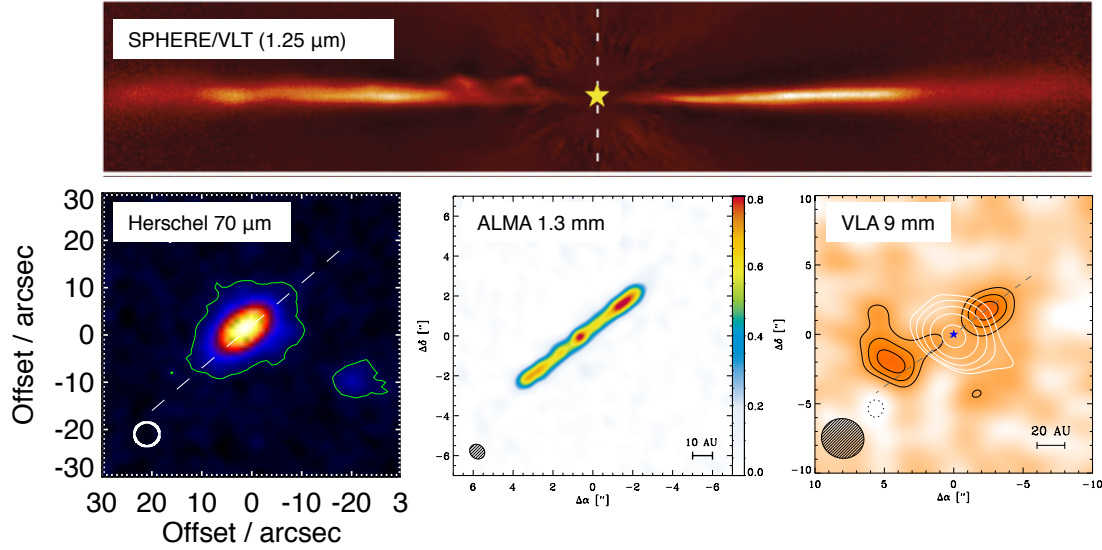 SPHERE/VLT (1.25 μm)
Herschel 70 μm
30
20
10
0
-10
-20
-30
30 20 10 0 -10 -20 3
Offset / arcsec
Offset / arcsec
ALMA 1.3 mm
6
4
2
0
-2
-4
-6
6 4 2 0 -2 -4 -6
Δδ ["]
Δα ["]
10 AU
0.8
0.6
0.4
0.2
0.0
VLA 9 mm
10
5
0
-5
-10
10 5 0 -5 -10
Δδ ["]
Δα ["]
20 AU